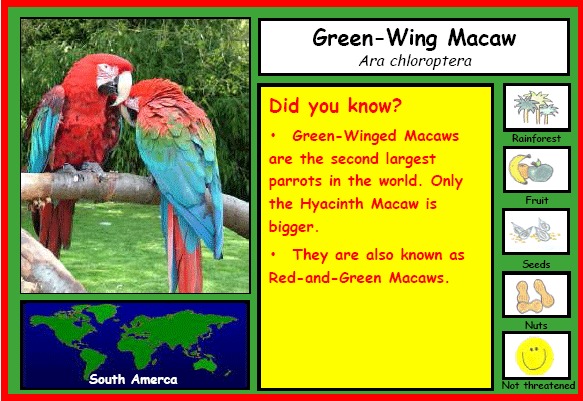 Green-Wing Macaw
Ara chloroptera
Did you know?
• Green-Winged Macaws
are the second largest
parrots in the world. Only
the Hyacinth Macaw is
bigger.
• They are also known as
Red-and-Green Macaws.
Rainforest
Fruit
Seeds
Nuts
Not threatened
South Amerca